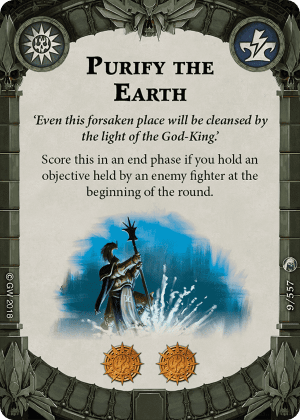 PURIFY THE
EARTH
‘Even this forsaken place will be cleansed by
the light of the God-King.’
Score this in an end phase if you hold an
objective held by an enemy fighter at the
beginning of the round.
© GW 2018
9/557